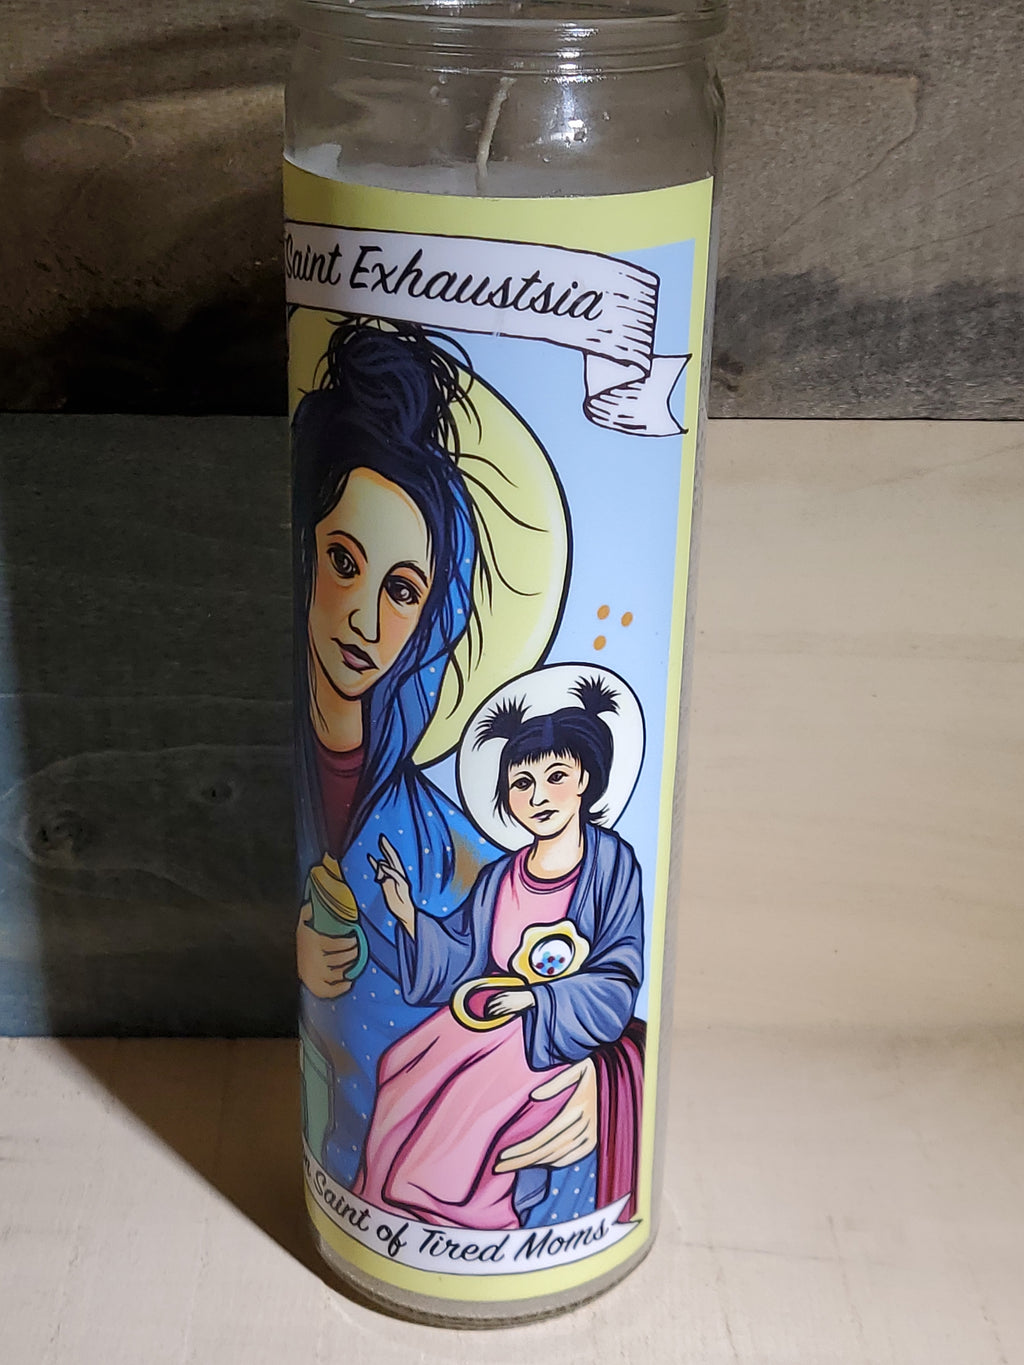 Saint Exhaustsia
Saint of Tired Moms